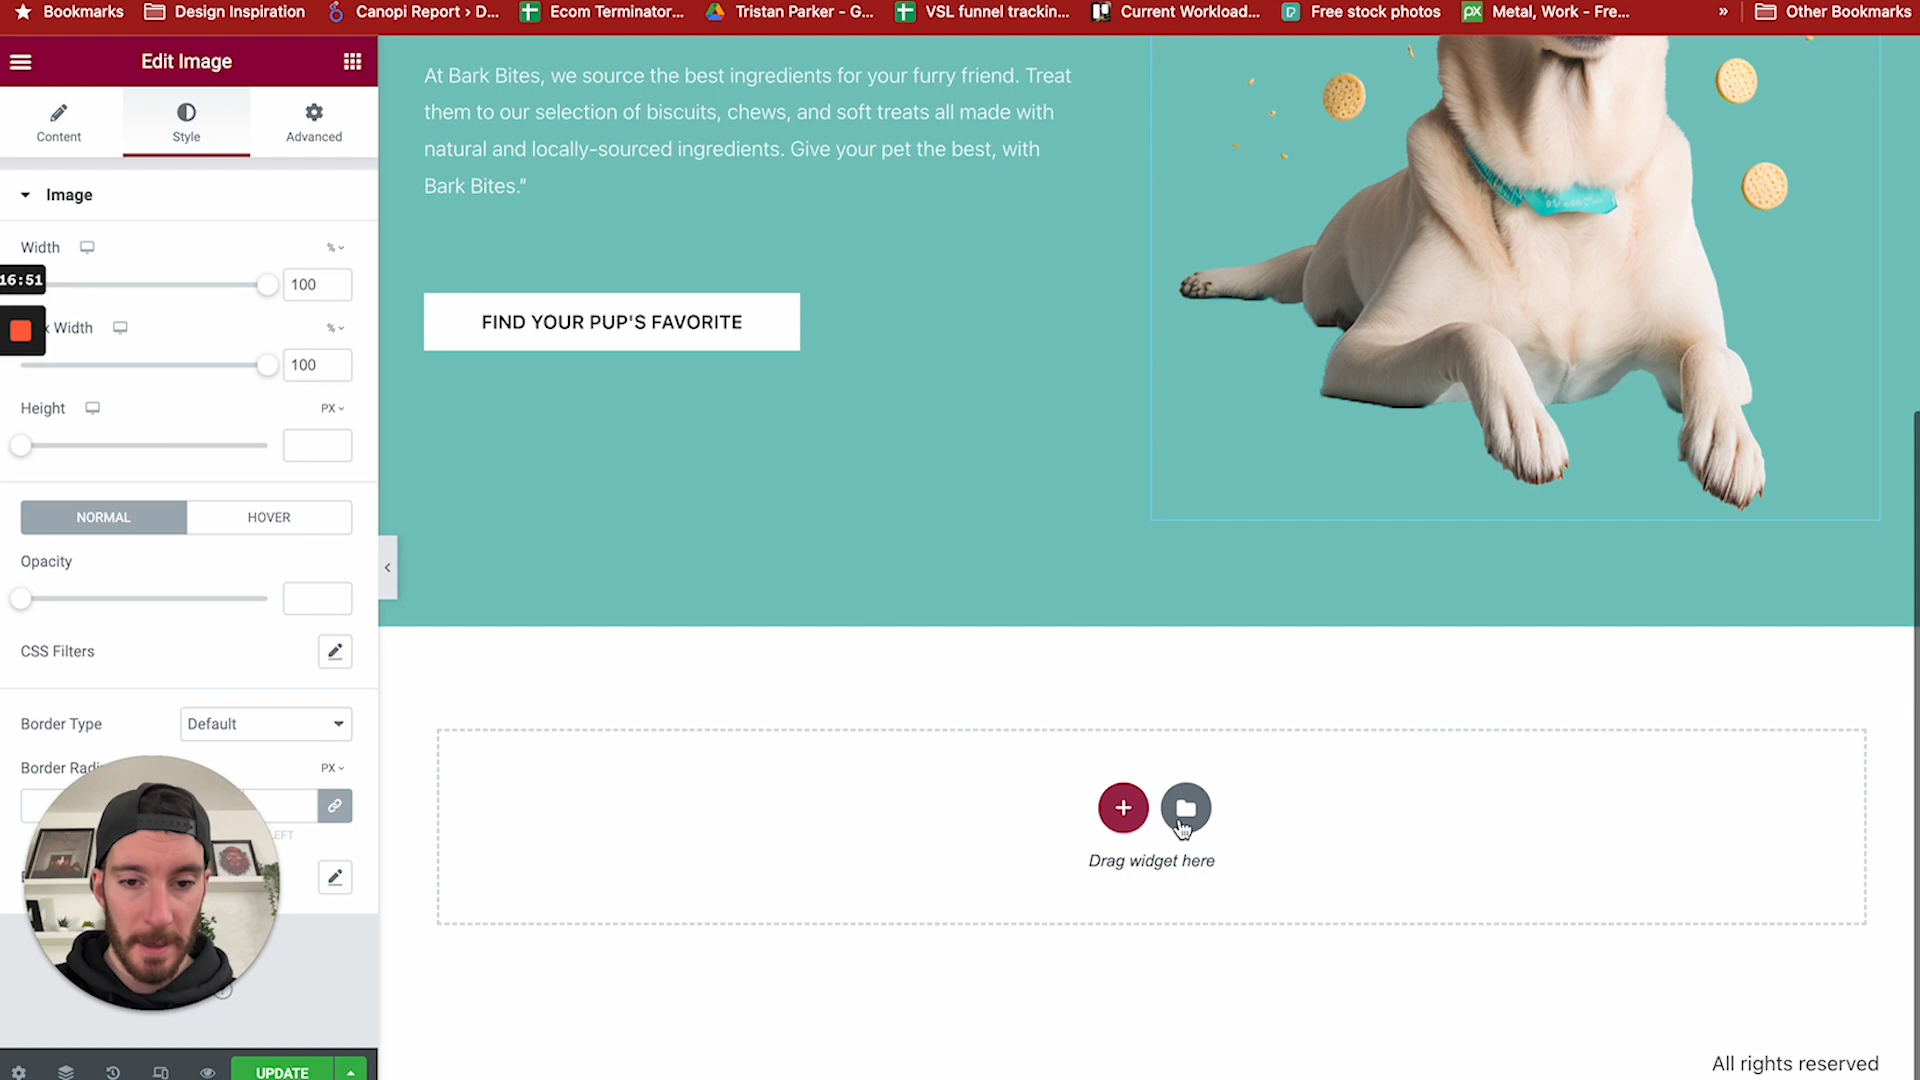 Bookmarks Design Inspiration Canopi Report › D... Ecom Terminator... Tristan Parker - G... VSL funnel trackin... Current Workload... Free stock photos Metal, Work - Fre... » Other Bookmarks
Edit Image
Content Style Advanced
Image
Width %
16:51 100
Width %
100
Height PX
NORMAL HOVER
Opacity
CSS Filters
Border Type Default
Border Radi PX
LEFT
UPDATE
At Bark Bites, we source the best ingredients for your furry friend. Treat
them to our selection of biscuits, chews, and soft treats all made with
natural and locally-sourced ingredients. Give your pet the best, with
Bark Bites.”
FIND YOUR PUP'S FAVORITE
Drag widget here
All rights reserved